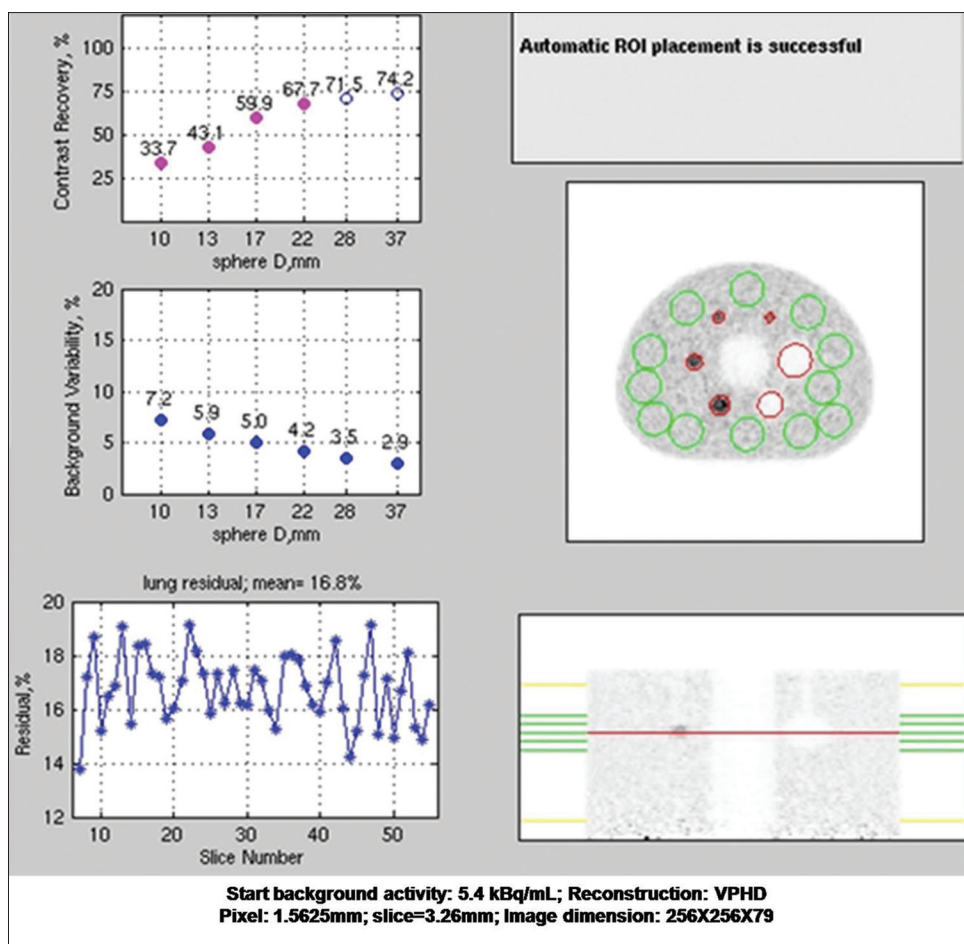 Contrast Recovery, %
100
75
50
25
33.7 43.1 59.9 67.7 71.5 74.2
10 13 17 22 28 37
sphere D,mm
Automatic ROI placement is successful
Background Variability, %
20
15
10
5
0
7.2 5.9 5.0 4.2 3.5 2.9
10 13 17 22 28 37
sphere D,mm
lung residual; mean= 16.8%
Residual,%
20
18
16
14
12
10 20 30 40 50
Slice Number
Start background activity: 5.4 kBq/mL; Reconstruction: VPHD
Pixel: 1.5625mm; slice=3.26mm; Image dimension: 256X256X79